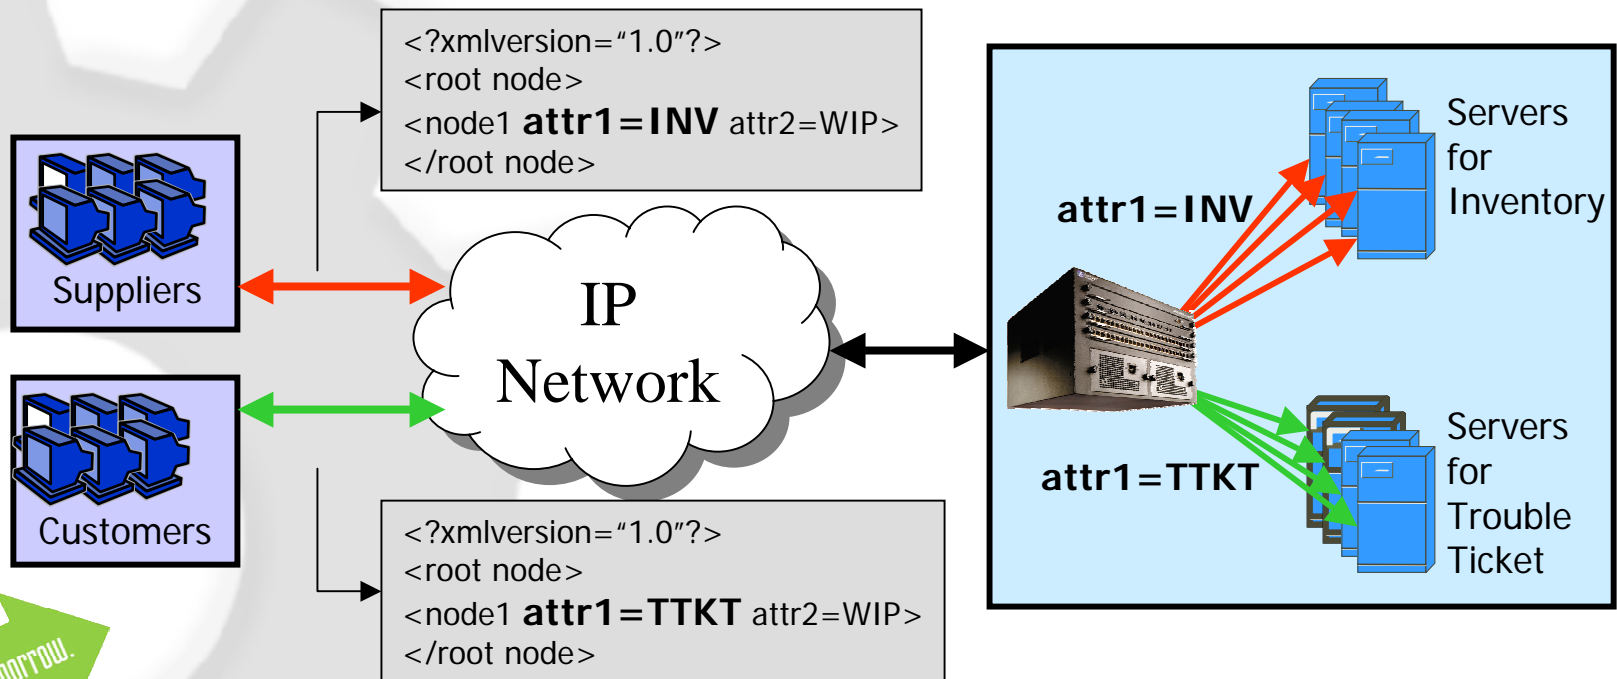 <?xmlversion=“1.0”?>
<root node>
<node1 attr1=INV attr2=WIP>
</root node>
Suppliers
IP
Network
Customers
<?xmlversion=“1.0”?>
<root node>
<node1 attr1=TTKT attr2=WIP>
</root node>
attr1=INV
Servers
for
Inventory
attr1=TTKT
Servers
for
Trouble
Ticket